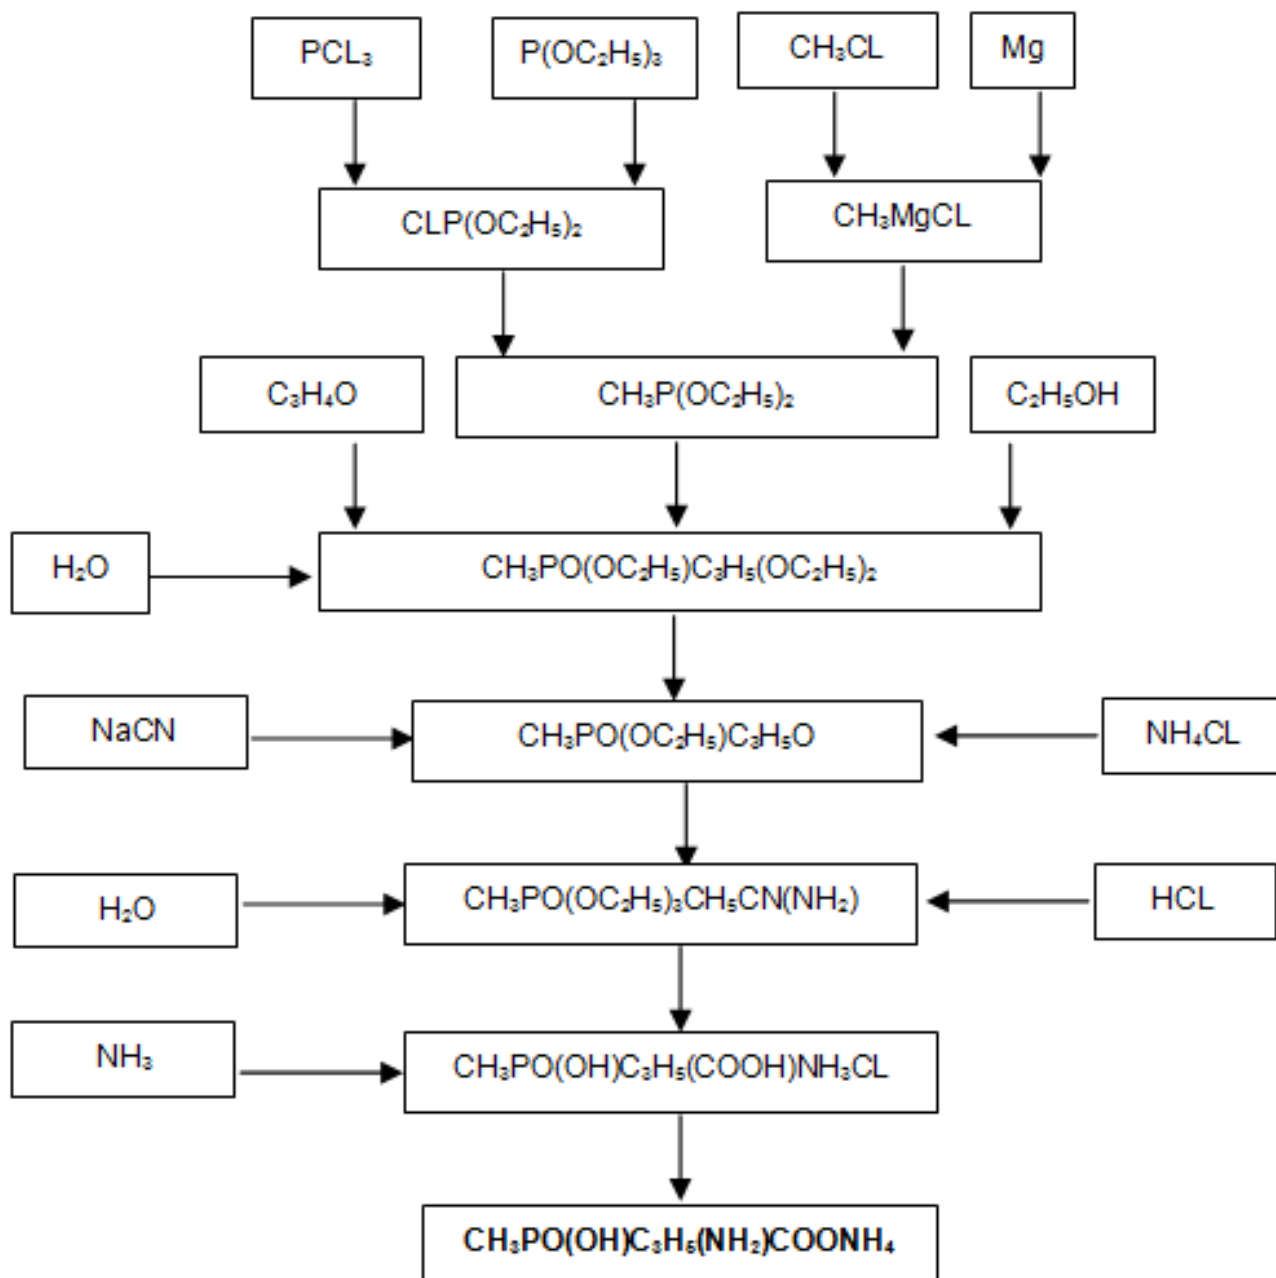 PCL₃
P(OC₂H₅)₃
CH₃CL
Mg
CLP(OC₂H₅)₂
CH₃MgCL
C₃H₄O
CH₃P(OC₂H₅)₂
C₂H₅OH
H₂O
CH₃PO(OC₂H₅)C₃H₅(OC₂H₅)₂
NaCN
CH₃PO(OC₂H₅)C₃H₅O
NH₄CL
H₂O
CH₃PO(OC₂H₅)₃CH₅CN(NH₂)
HCL
NH₃
CH₃PO(OH)C₃H₅(COOH)NH₃CL
CH₃PO(OH)C₃H₅(NH₂)COONH₄